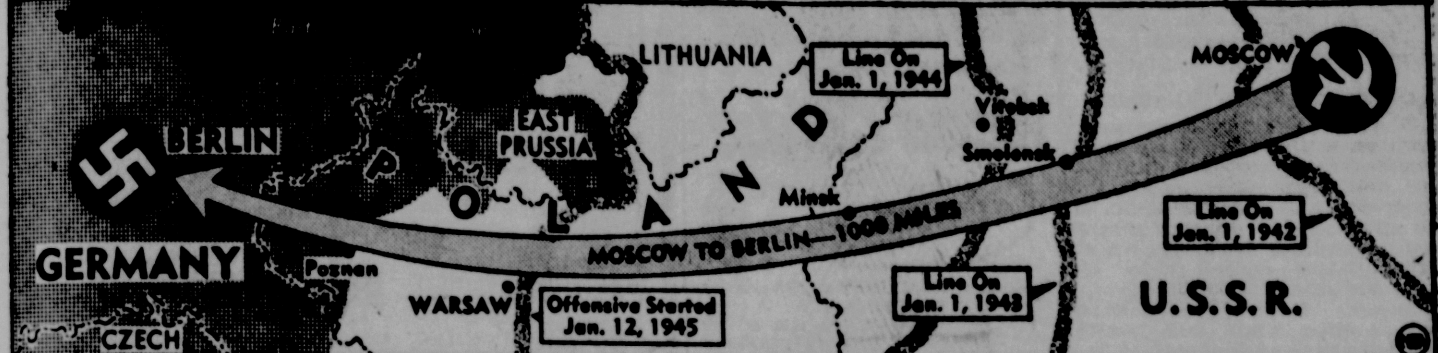 LITHUANIA
Line On
Jan. 1, 1944
MOSCOW
Vitebsk
Smolensk
BERLIN
EAST
PRUSSIA
POLAND
Minsk
MOSCOW TO BERLIN—1000 MILES
Line On
Jan. 1, 1942
GERMANY
Poznan
WARSAW
Offensive Started
Jan. 12, 1945
Line On
Jan. 1, 1943
U.S.S.R.
CZECH